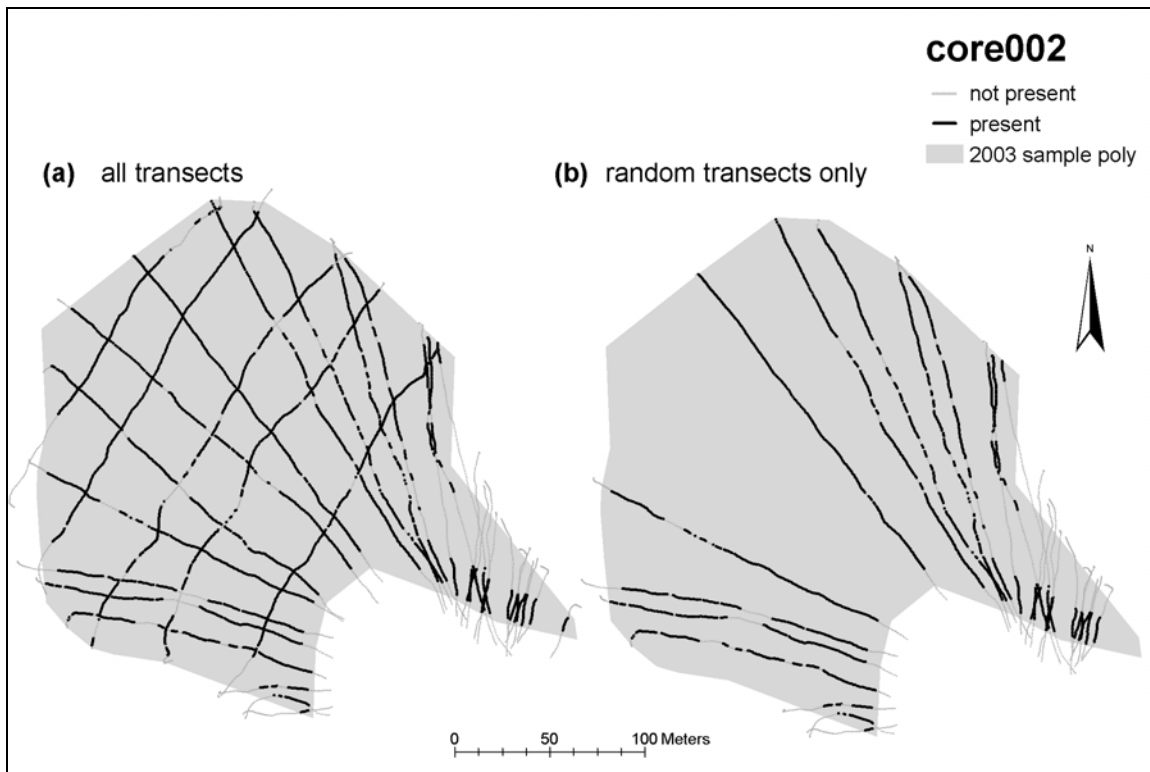 core002
not present
present
2003 sample poly
(a) all transects
(b) random transects only
N
0 50 100 Meters